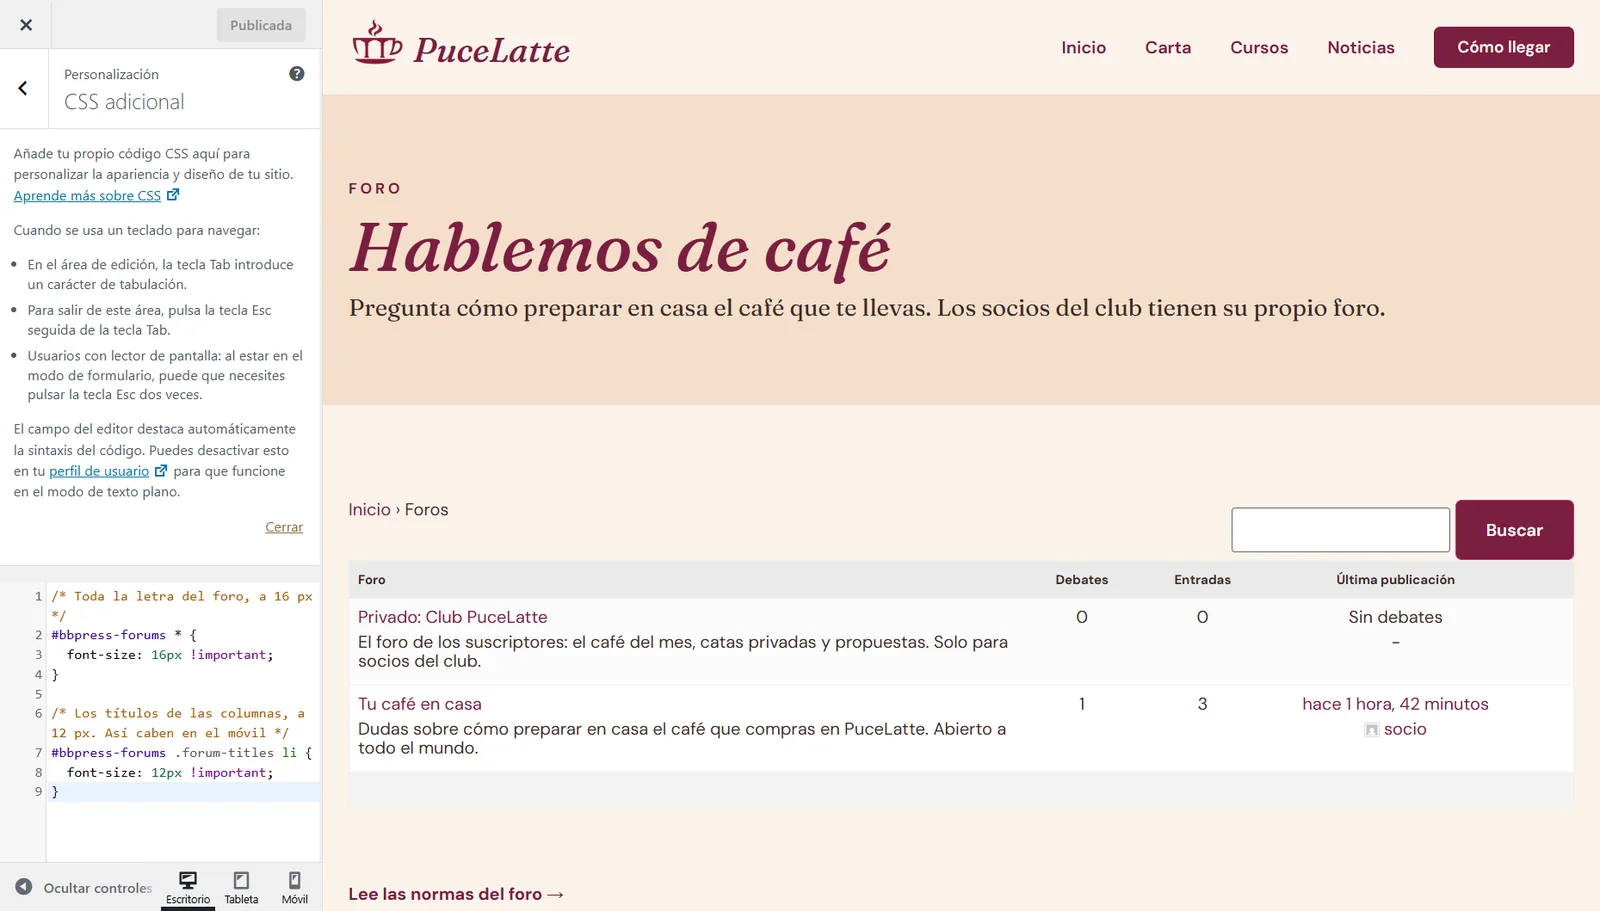 Publicada
Personalización
CSS adicional
Añade tu propio código CSS aquí para
personalizar la apariencia y diseño de tu sitio.
Aprende más sobre CSS
Cuando se usa un teclado para navegar:
En el área de edición, la tecla Tab introduce
un carácter de tabulación.
Para salir de este área, pulsa la tecla Esc
seguida de la tecla Tab.
Usuarios con lector de pantalla: al estar en el
modo de formulario, puede que necesites
pulsar la tecla Esc dos veces.
El campo del editor destaca automáticamente
la sintaxis del código. Puedes desactivar esto
en tu perfil de usuario para que funcione
en el modo de texto plano.
Cerrar
1 /* Toda la letra del foro, a 16 px
*/
2 #bbpress-forums * {
3 font-size: 16px !important;
4 }
5
6 /* Los títulos de las columnas, a
12 px. Así caben en el móvil */
7 #bbpress-forums .forum-titles li {
8 font-size: 12px !important;
9 }
Ocultar controles
Escritorio
Tableta
Móvil
PuceLatte
Inicio Carta Cursos Noticias Cómo llegar
FORO
Hablemos de café
Pregunta cómo preparar en casa el café que te llevas. Los socios del club tienen su propio foro.
Inicio › Foros
Buscar
Foro Debates Entradas Última publicación
Privado: Club PuceLatte 0 0 Sin debates
El foro de los suscriptores: el café del mes, catas privadas y propuestas. Solo para –
socios del club.
Tu café en casa 1 3 hace 1 hora, 42 minutos
Dudas sobre cómo preparar en casa el café que compras en PuceLatte. Abierto a socio
todo el mundo.
Lee las normas del foro →